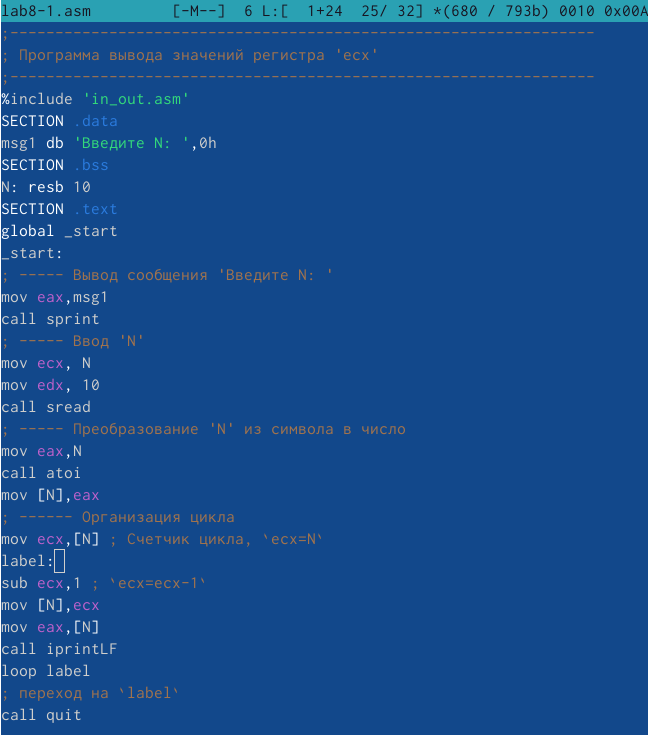 lab8-1.asm [-M--] 6 L:[ 1+24 25/ 32] *(680 / 793b) 0010 0x00A
;-----------------------------------------------------------------
; Программа вывода значений регистра 'ecx'
;-----------------------------------------------------------------
%include 'in_out.asm'
SECTION .data
msg1 db 'Введите N: ',0h
SECTION .bss
N: resb 10
SECTION .text
global _start
_start:
; ----- Вывод сообщения 'Введите N: '
mov eax,msg1
call sprint
; ----- Ввод 'N'
mov ecx, N
mov edx, 10
call sread
; ----- Преобразование 'N' из символа в число
mov eax,N
call atoi
mov [N],eax
; ------ Организация цикла
mov ecx,[N] ; Счетчик цикла, `ecx=N`
label:
sub ecx,1 ; `ecx=ecx-1`
mov [N],ecx
mov eax,[N]
call iprintLF
loop label
; переход на `label`
call quit